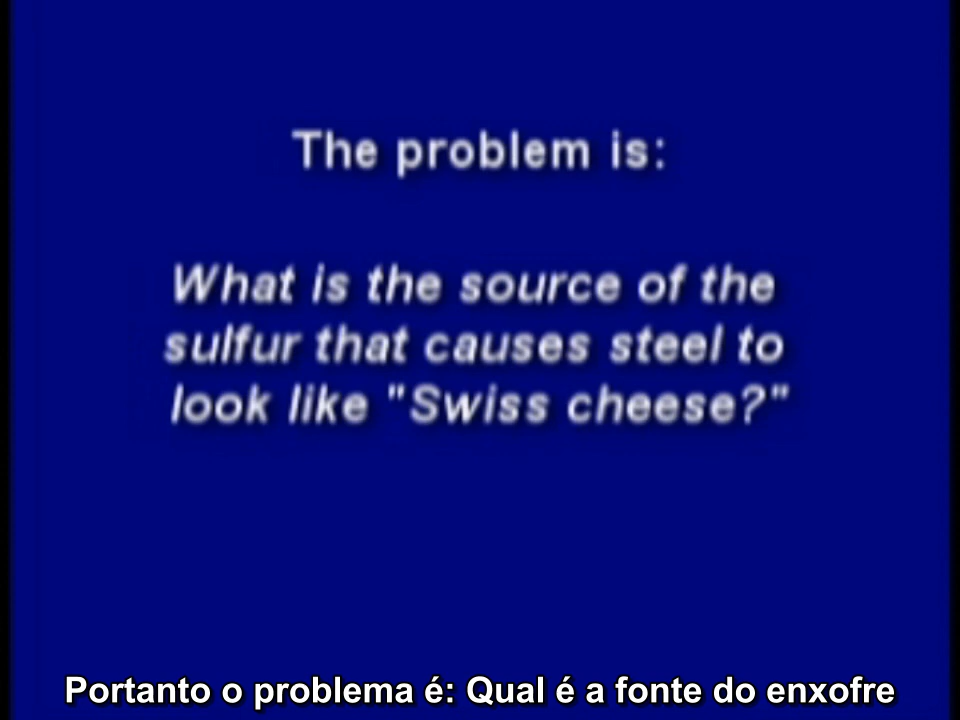 The problem is:
What is the source of the
sulfur that causes steel to
look like "Swiss cheese?"
Portanto o problema é: Qual é a fonte do enxofre